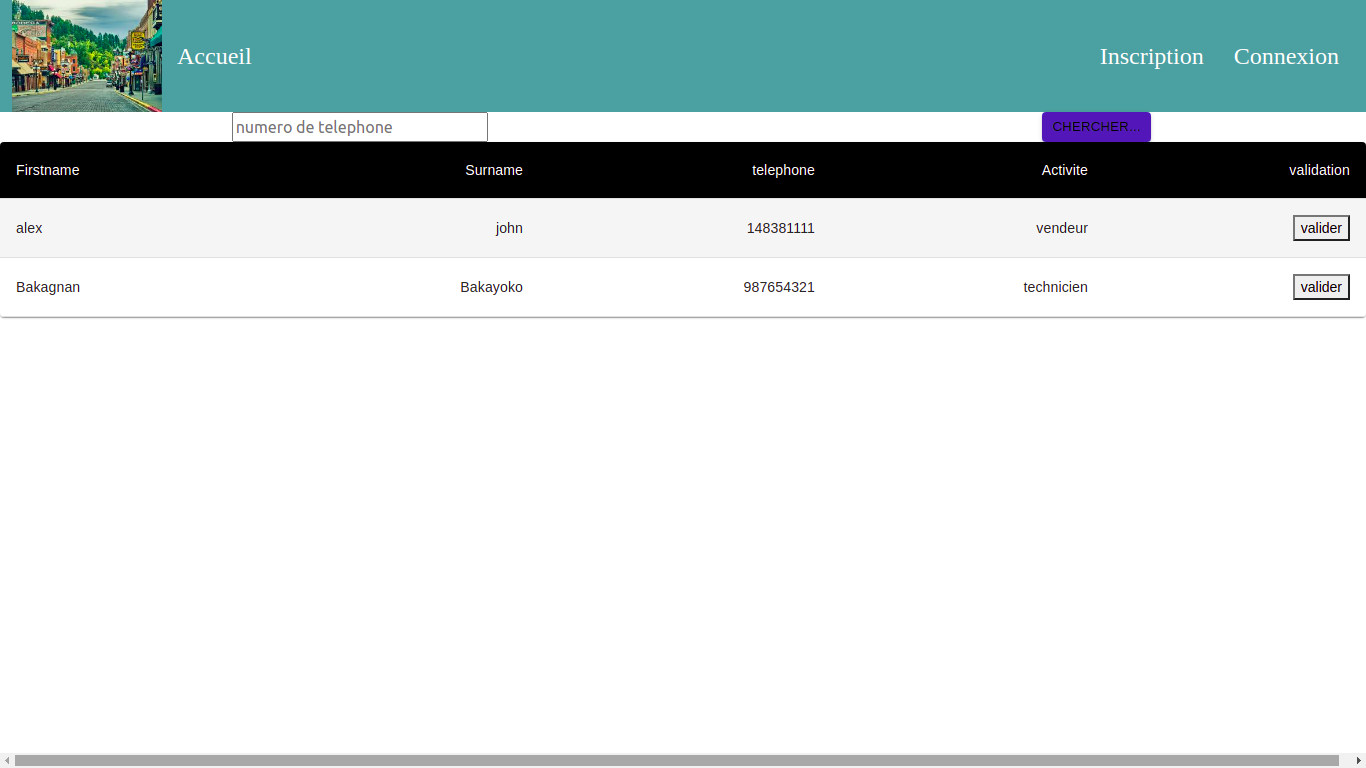 Accueil Inscription Connexion
numero de telephone CHERCHER...
Firstname Surname telephone Activite validation
alex john 148381111 vendeur valider
Bakagnan Bakayoko 987654321 technicien valider